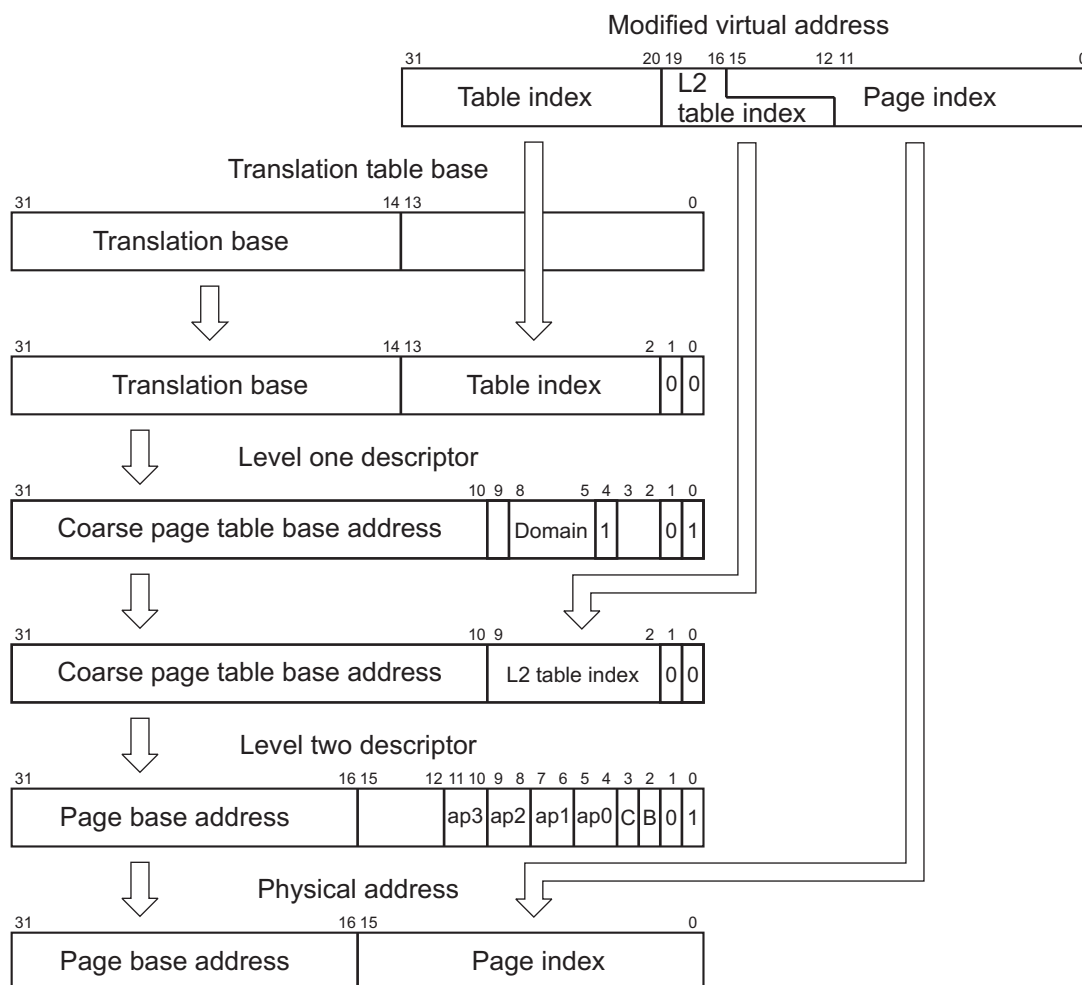 Modified virtual address
31 20 19 16 15 12 11 0
Table index L2 table index Page index
Translation table base
31 14 13 0
Translation base
31 14 13 2 1 0
Translation base Table index 0 0
Level one descriptor
31 10 9 8 5 4 3 2 1 0
Coarse page table base address Domain 1 0 1
31 10 9 2 1 0
Coarse page table base address L2 table index 0 0
Level two descriptor
31 16 15 12 11 10 9 8 7 6 5 4 3 2 1 0
Page base address ap3 ap2 ap1 ap0 C B 0 1
Physical address
31 16 15 0
Page base address Page index